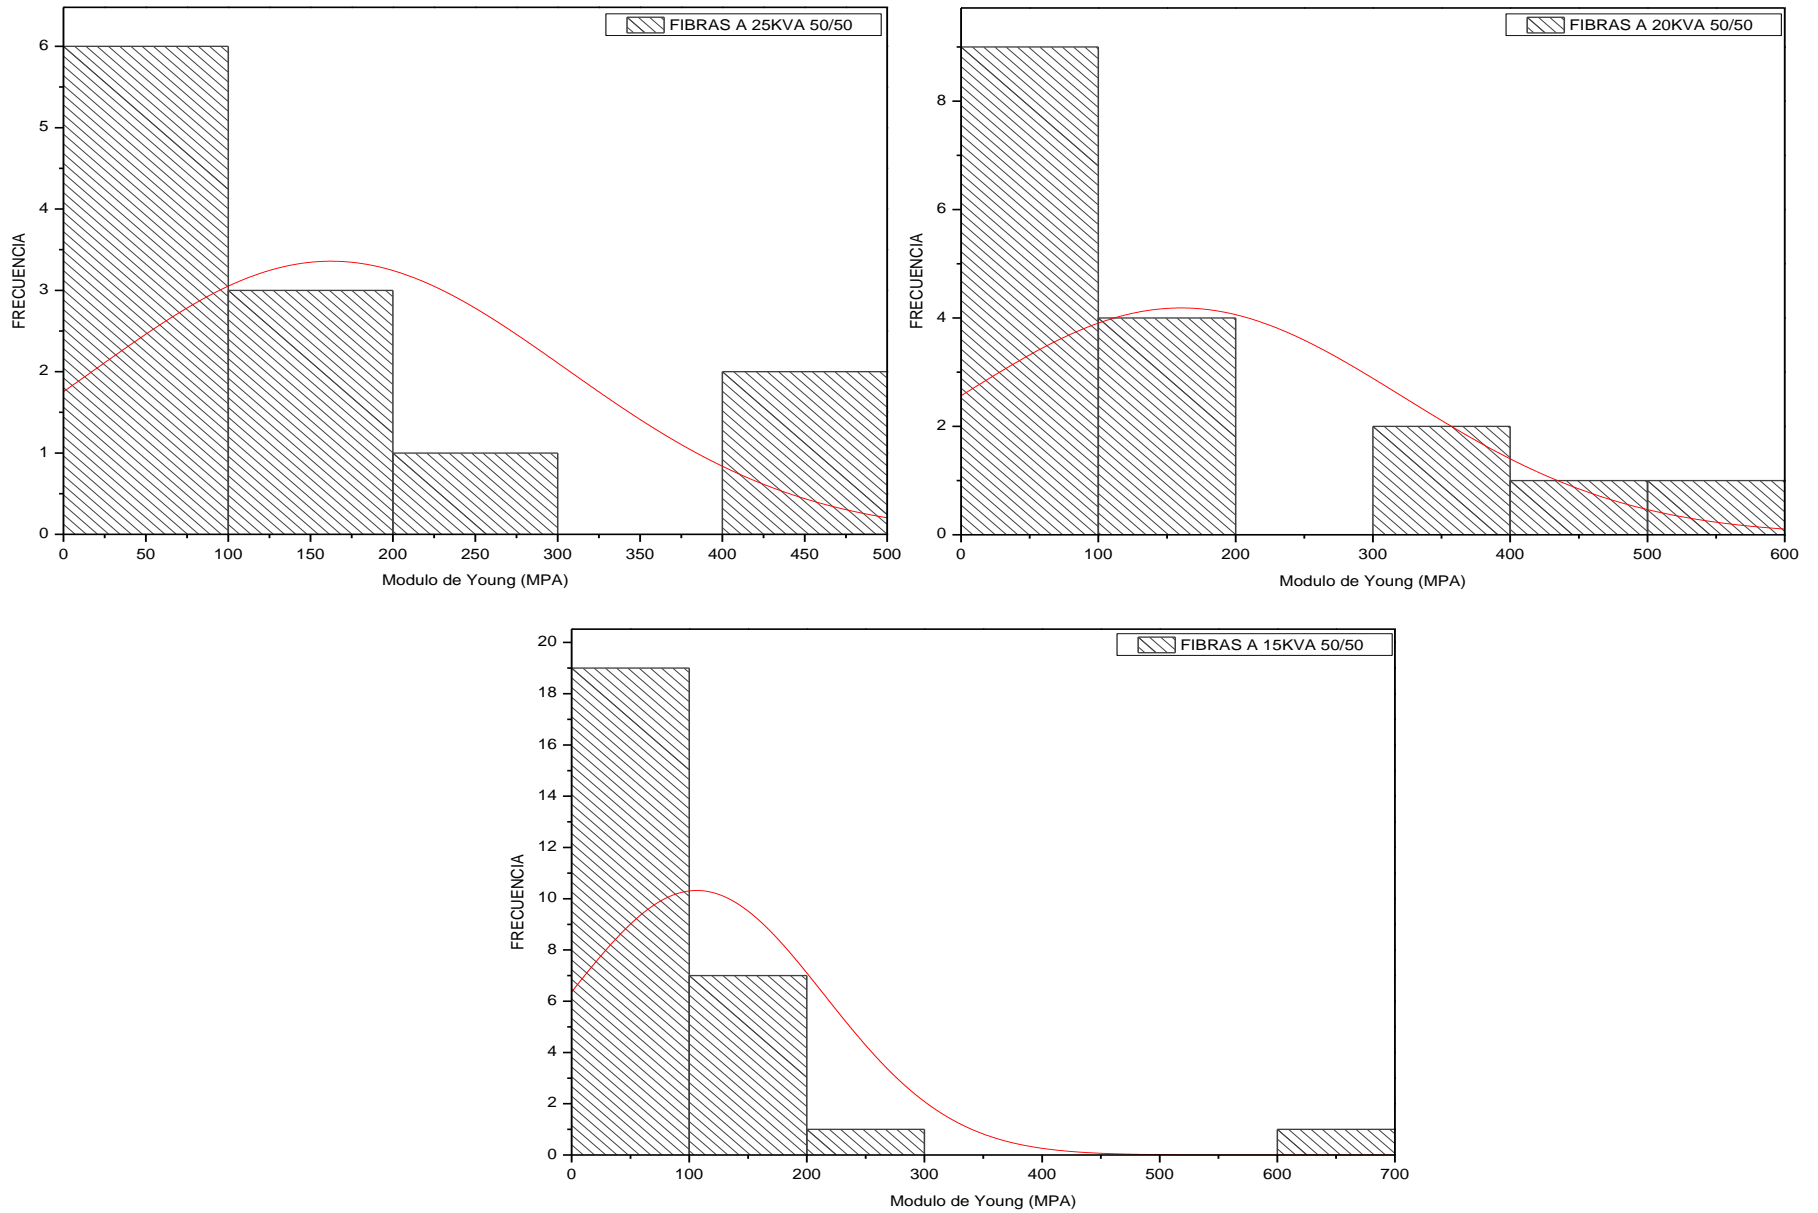 FIBRAS A 25KVA 50/50
6
5
4
3
2
1
0
FRECUENCIA
0 50 100 150 200 250 300 350 400 450 500
Modulo de Young (MPA)
FIBRAS A 20KVA 50/50
8
6
4
2
0
FRECUENCIA
0 100 200 300 400 500 600
Modulo de Young (MPA)
FIBRAS A 15KVA 50/50
20
18
16
14
12
10
8
6
4
2
0
FRECUENCIA
0 100 200 300 400 500 600 700
Modulo de Young (MPA)